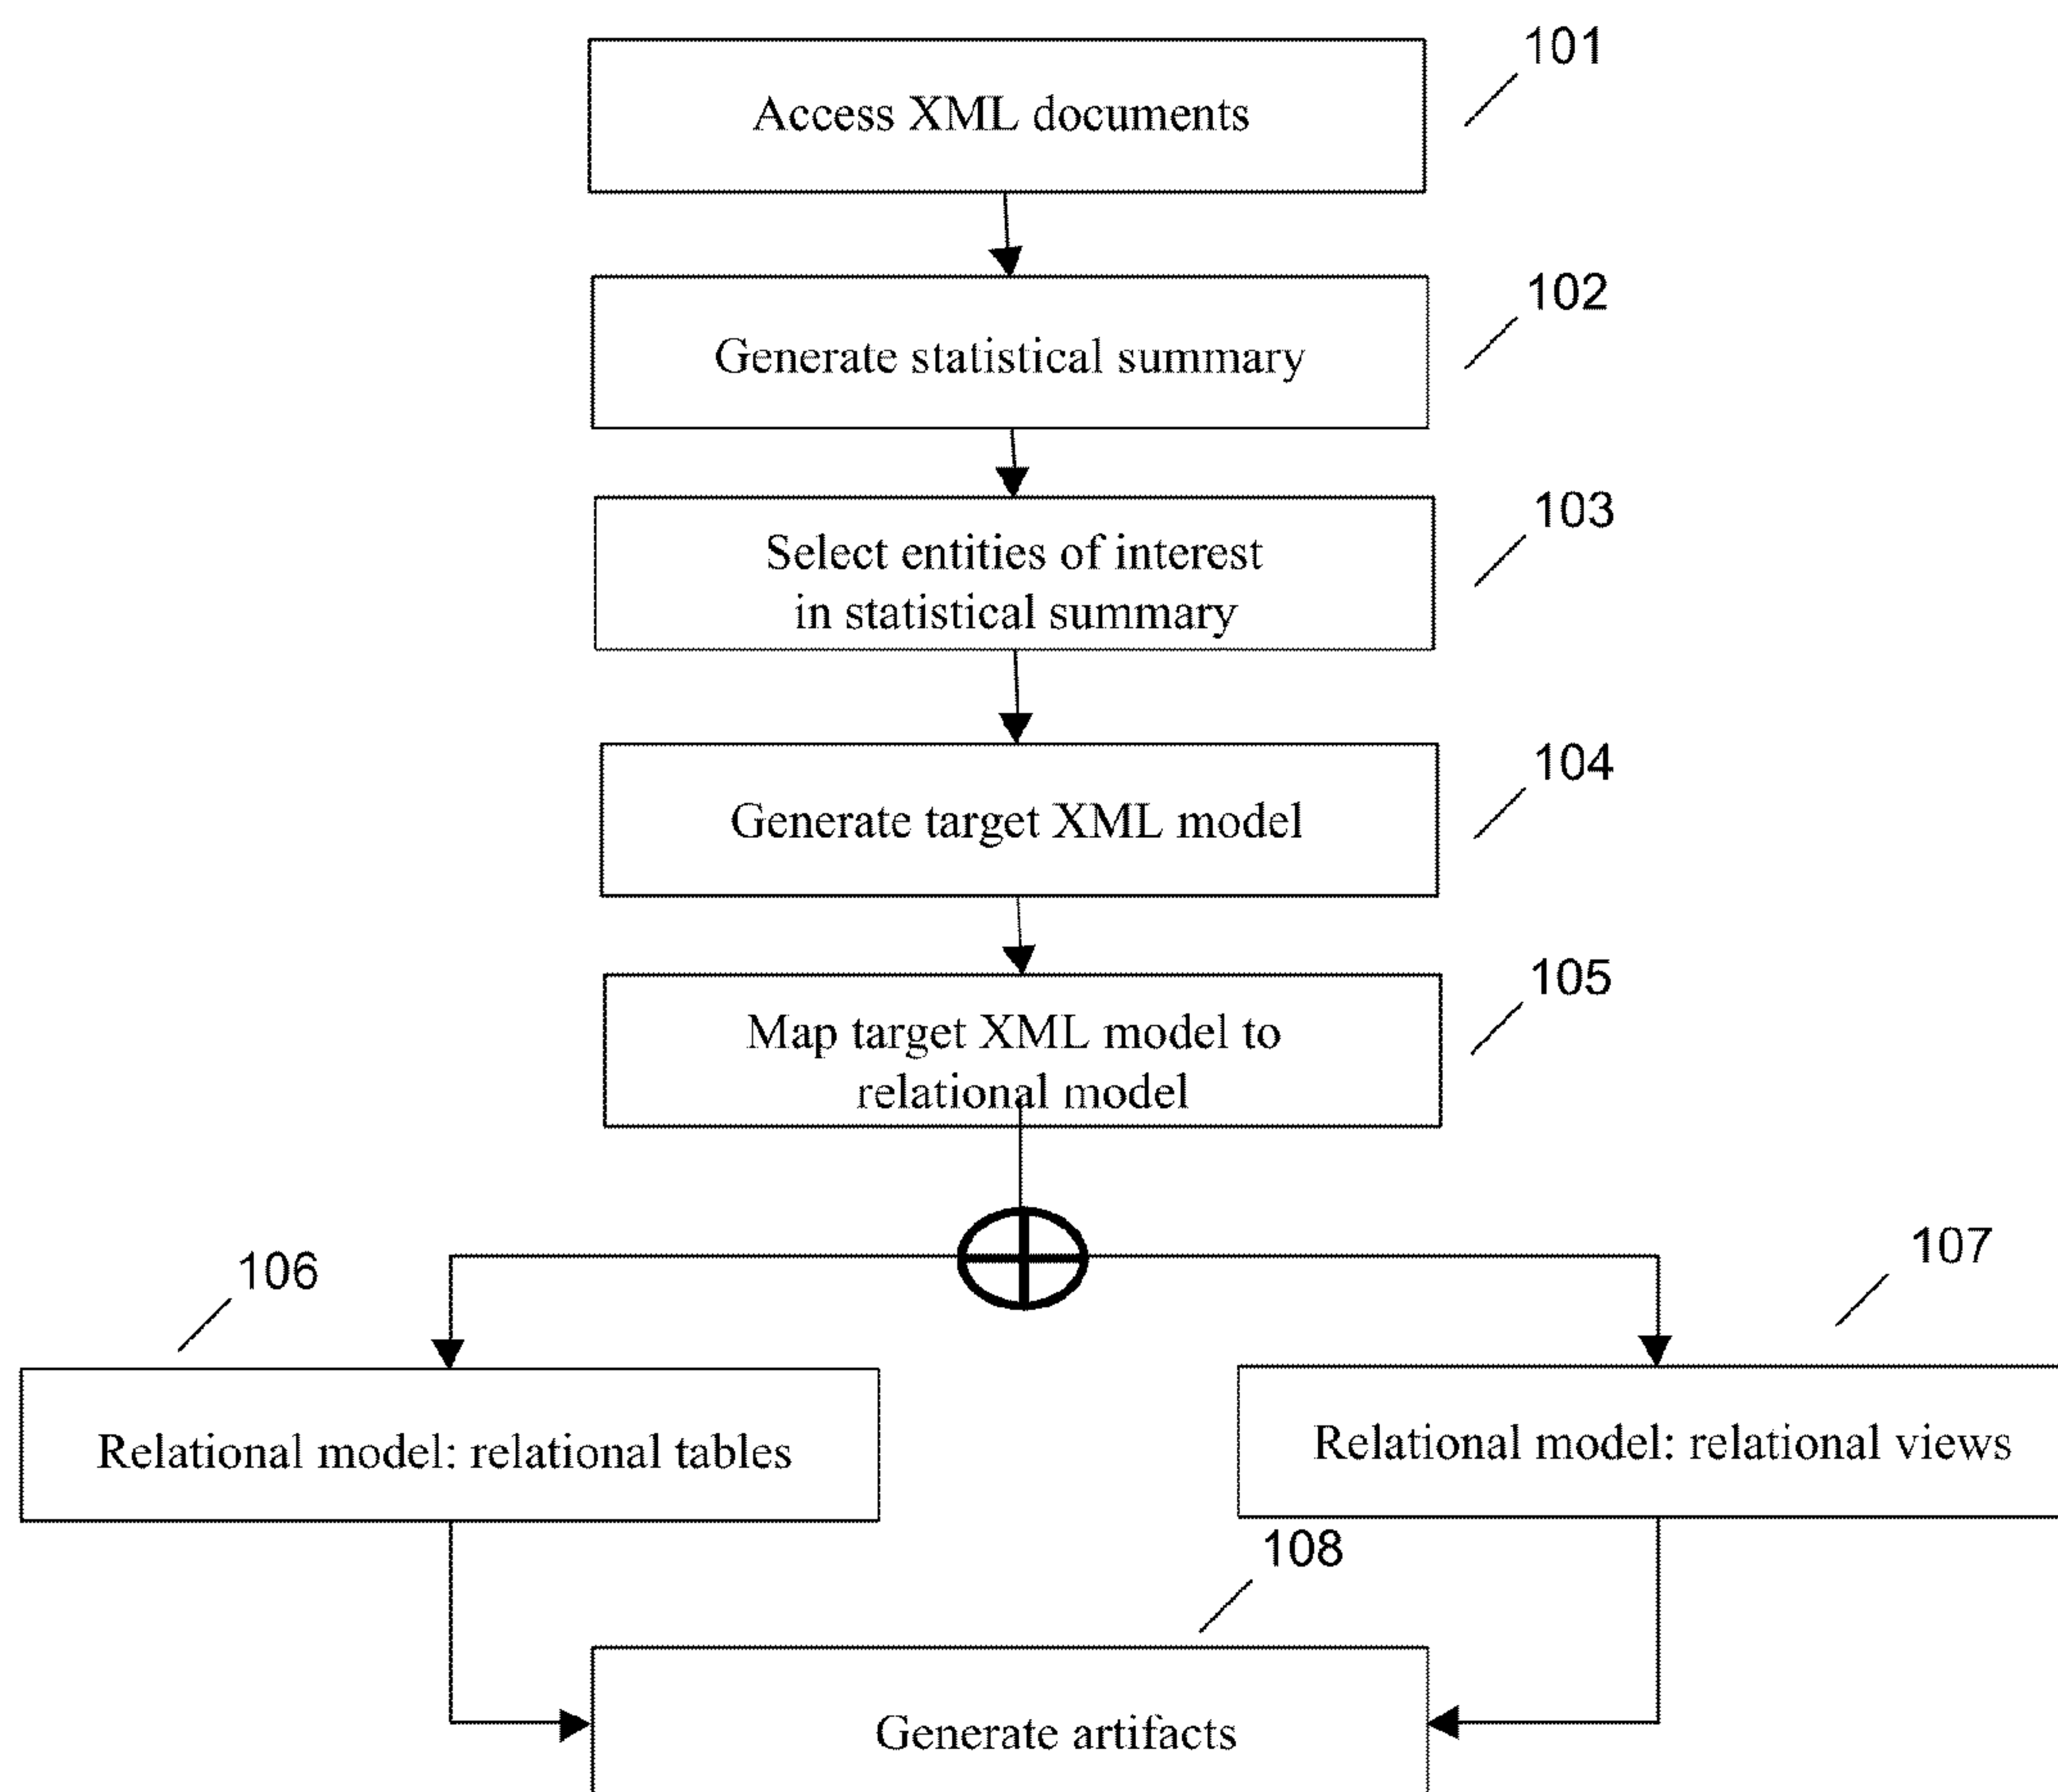 101
Access XML documents
102
Generate statistical summary
103
Select entities of interest
in statistical summary
104
Generate target XML model
105
Map target XML model to
relational model
106
107
Relational model: relational tables
Relational model: relational views
108
Generate artifacts